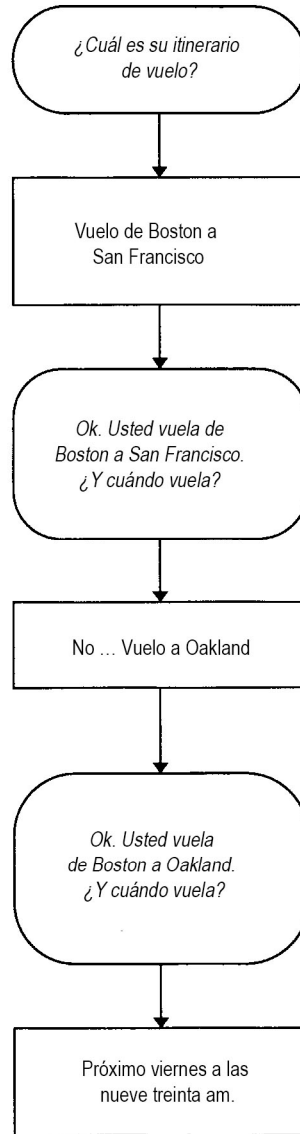 ¿Cuál es su itinerario
de vuelo?
Vuelo de Boston a
San Francisco
Ok. Usted vuela de
Boston a San Francisco.
¿Y cuándo vuela?
No ... Vuelo a Oakland
Ok. Usted vuela
de Boston a Oakland.
¿Y cuándo vuela?
Próximo viernes a las
nueve treinta am.